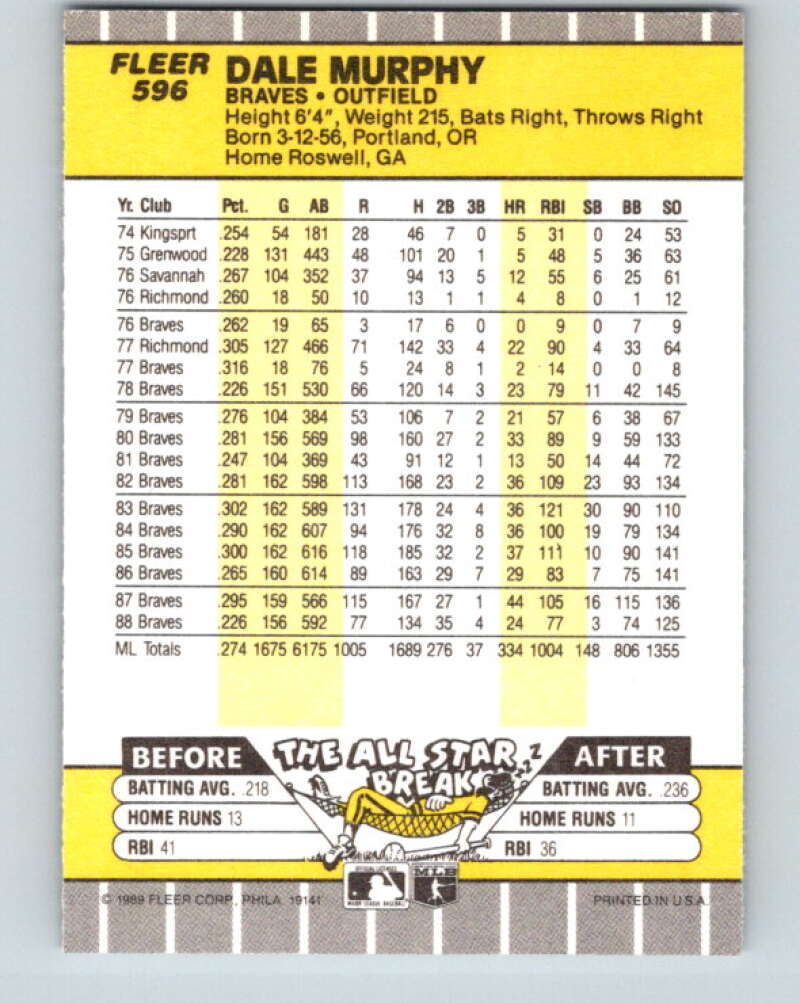 FLEER
596
DALE MURPHY
BRAVES • OUTFIELD
Height 6'4", Weight 215, Bats Right, Throws Right
Born 3-12-56, Portland, OR
Home Roswell, GA
Yr. Club Pct. G AB R H 2B 3B HR RBI SB BB SO
74 Kingsprt .254 54 181 28 46 7 0 5 31 0 24 53
75 Grenwood .228 131 443 48 101 20 1 5 48 5 36 63
76 Savannah .267 104 352 37 94 13 5 12 55 6 25 61
76 Richmond .260 18 50 10 13 1 1 4 8 0 1 12
76 Braves .262 19 65 3 17 6 0 0 9 0 7 9
77 Richmond .305 127 466 71 142 33 4 22 90 4 33 64
77 Braves .316 18 76 5 24 8 1 2 14 0 0 8
78 Braves .226 151 530 66 120 14 3 23 79 11 42 145
79 Braves .276 104 384 53 106 7 2 21 57 6 38 67
80 Braves .281 156 569 98 160 27 2 33 89 9 59 133
81 Braves .247 104 369 43 91 12 1 13 50 14 44 72
82 Braves .281 162 598 113 168 23 2 36 109 23 93 134
83 Braves .302 162 589 131 178 24 4 36 121 30 90 110
84 Braves .290 162 607 94 176 32 8 36 100 19 79 134
85 Braves .300 162 616 118 185 32 2 37 111 10 90 141
86 Braves .265 160 614 89 163 29 7 29 83 7 75 141
87 Braves .295 159 566 115 167 27 1 44 105 16 115 136
88 Braves .226 156 592 77 134 35 4 24 77 3 74 125
ML Totals .274 1675 6175 1005 1689 276 37 334 1004 148 806 1355
BEFORE THE ALL STAR BREAK ZZZ AFTER
BATTING AVG. .218
HOME RUNS 13
RBI 41
BATTING AVG. .236
HOME RUNS 11
RBI 36
MLB
MAJOR LEAGUE BASEBALL
© 1989 FLEER CORP., PHILA. 19141
PRINTED IN U.S.A.